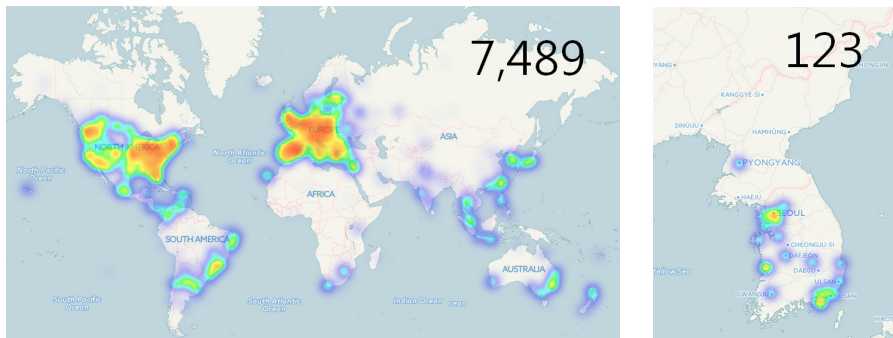 7,489
NORTH AMERICA
EUROPE
ASIA
North Pacific
Ocean
North Atlantic
Ocean
AFRICA
SOUTH AMERICA
AUSTRALIA
South Pacific
Ocean
South Atlantic
Ocean
Indian Ocean
123
KANGGYE-SI
SINŬIJU
HAMHŬNG
PYONGYANG
HAEJU
SEOUL
CHEONGJU-SI
DAEJEON
DAEGU
ULSAN
Yellow Sea
GWANGJU